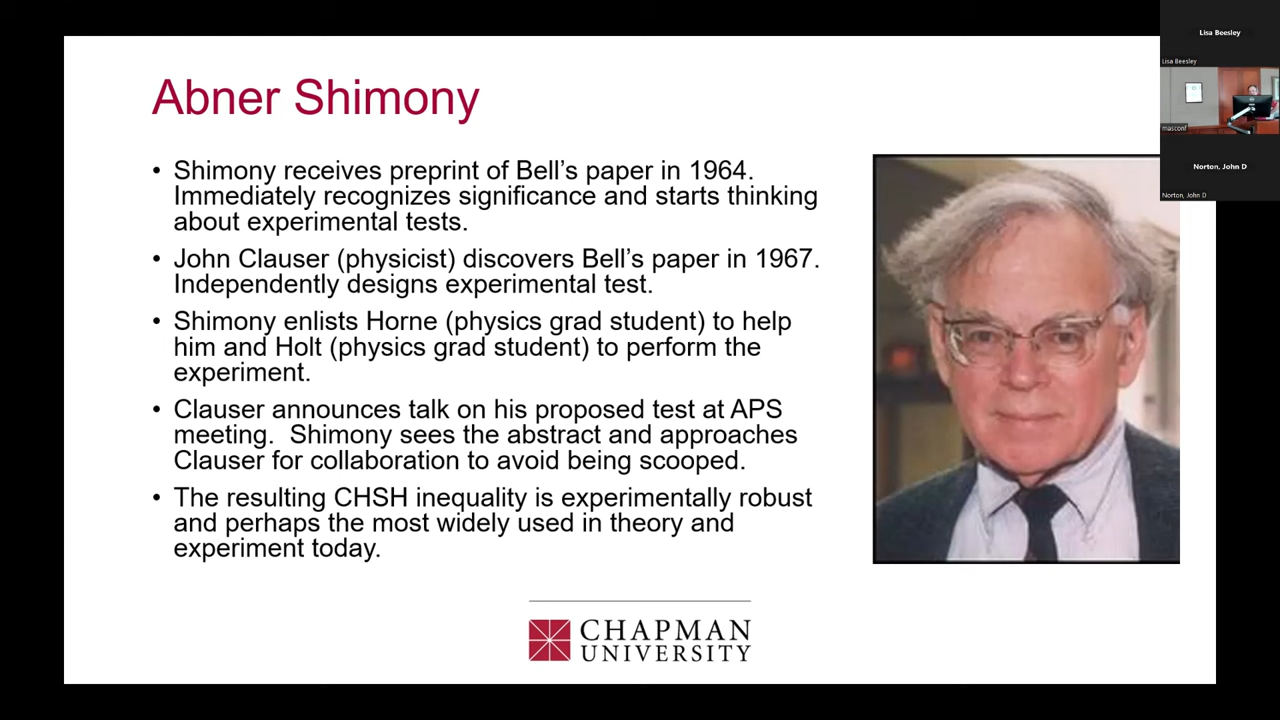 Abner Shimony
• Shimony receives preprint of Bell's paper in 1964.
Immediately recognizes significance and starts thinking
about experimental tests.
• John Clauser (physicist) discovers Bell's paper in 1967.
Independently designs experimental test.
• Shimony enlists Horne (physics grad student) to help
him and Holt (physics grad student) to perform the
experiment.
• Clauser announces talk on his proposed test at APS
meeting.  Shimony sees the abstract and approaches
Clauser for collaboration to avoid being scooped.
• The resulting CHSH inequality is experimentally robust
and perhaps the most widely used in theory and
experiment today.
CHAPMAN
UNIVERSITY
Lisa Beesley
Lisa Beesley
masconf
Norton, John D
Norton, John D